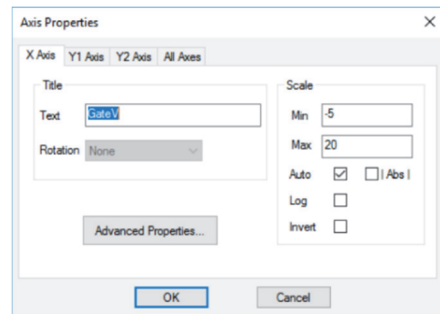 Axis Properties
X Axis Y1 Axis Y2 Axis All Axes
Title
Text GateV
Rotation None
Advanced Properties...
Scale
Min -5
Max 20
Auto | Abs |
Log
Invert
OK Cancel